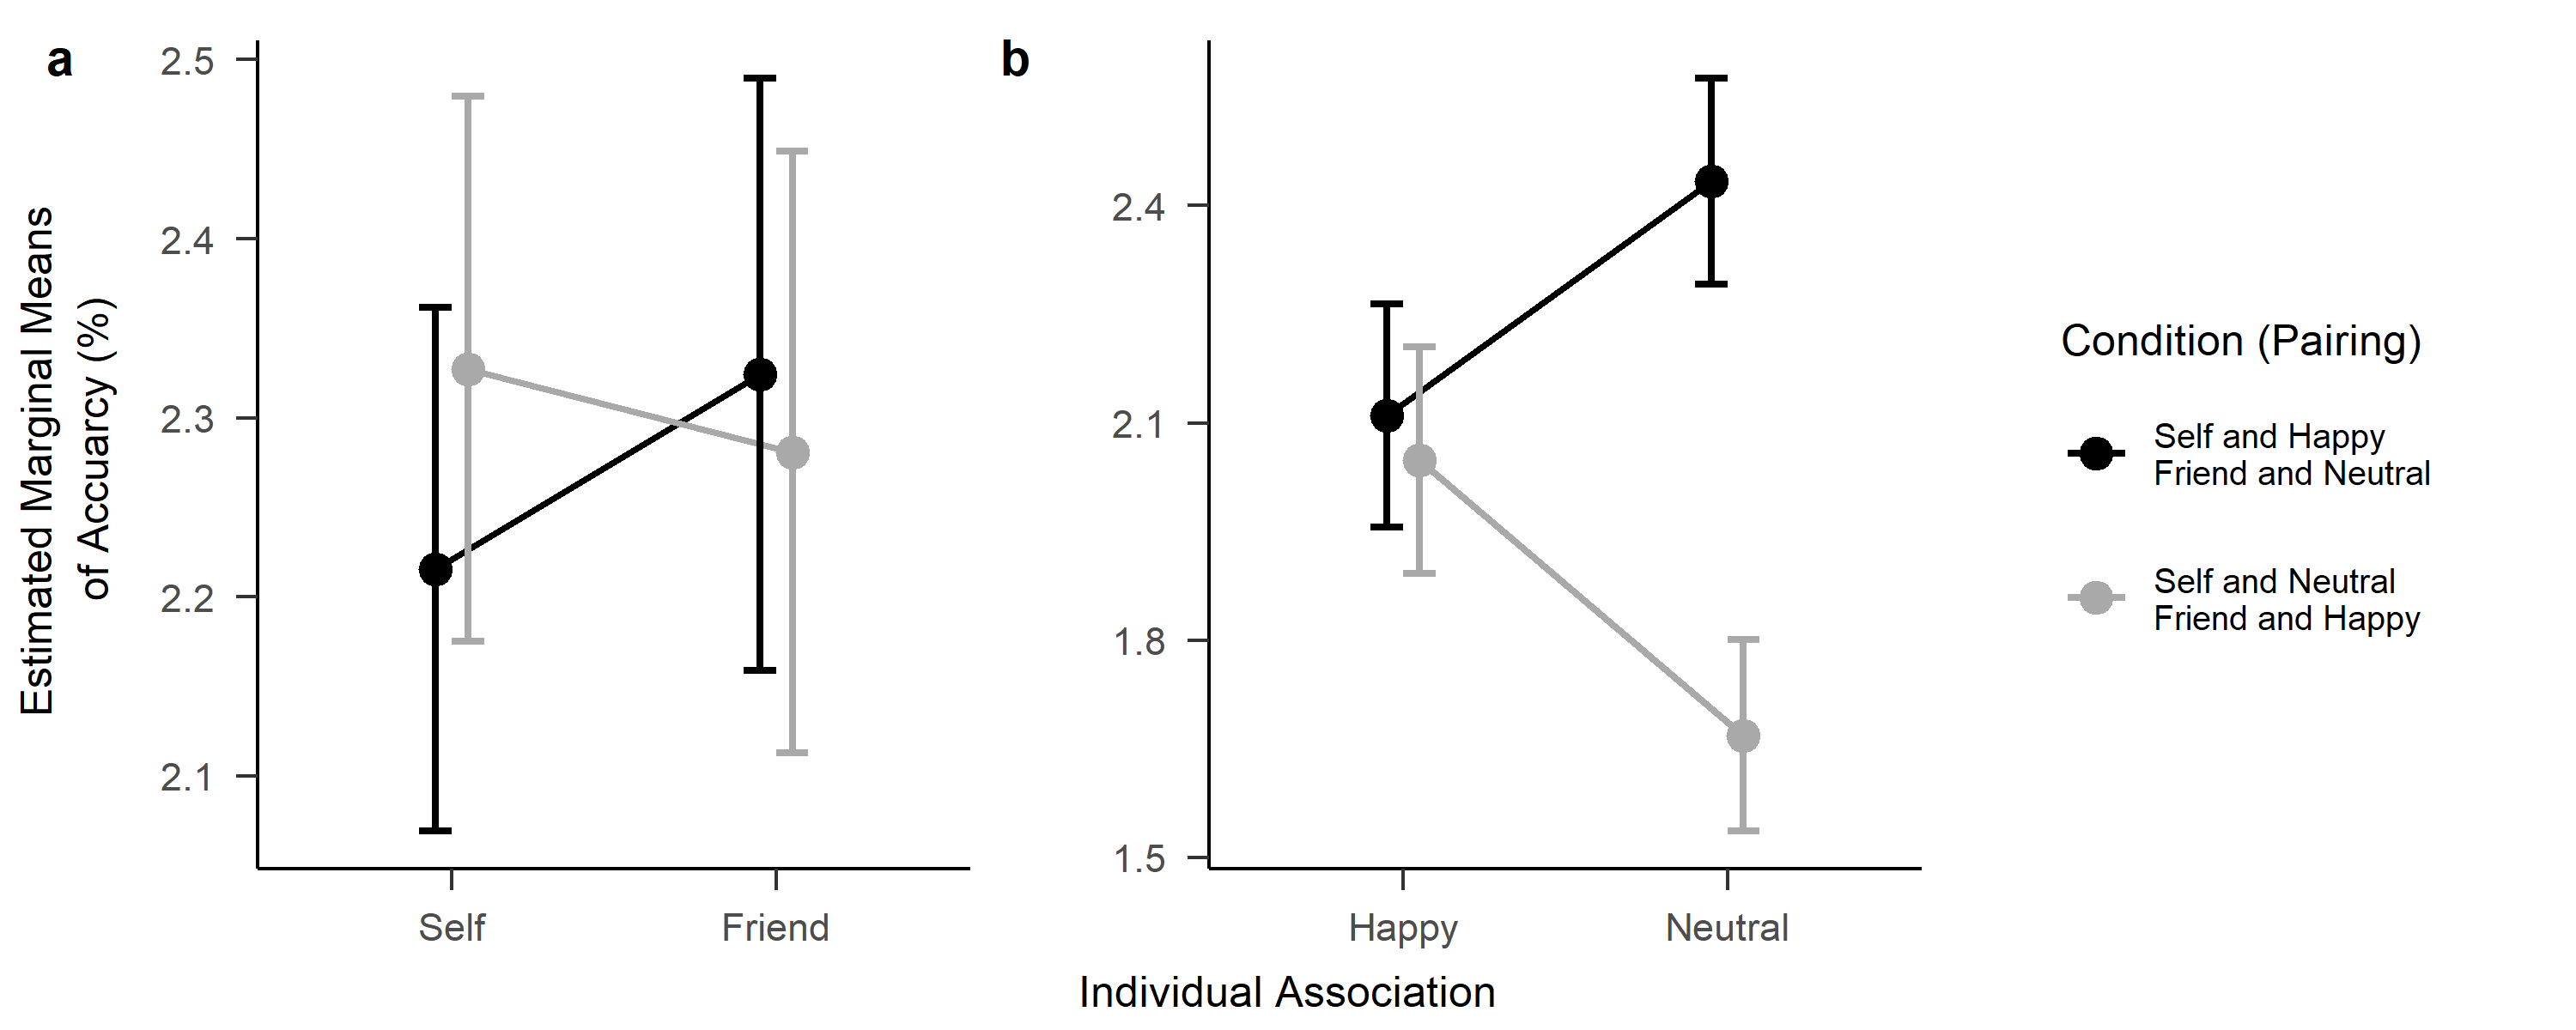 a
Estimated Marginal Means
of Accuarcy (%)
2.5
2.4
2.3
2.2
2.1
Self
Friend
b
2.4
2.1
1.8
1.5
Happy
Neutral
Individual Association
Condition (Pairing)
Self and Happy
Friend and Neutral
Self and Neutral
Friend and Happy